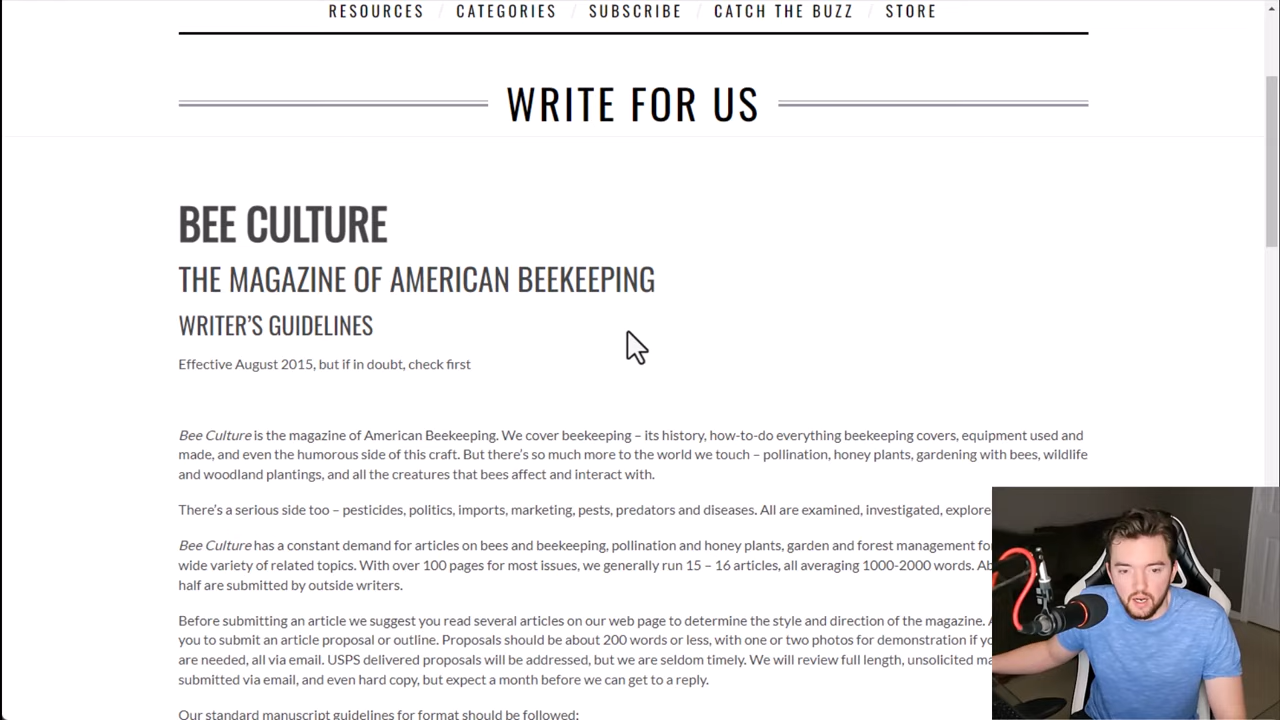 RESOURCES / CATEGORIES / SUBSCRIBE / CATCH THE BUZZ / STORE
WRITE FOR US
BEE CULTURE
THE MAGAZINE OF AMERICAN BEEKEEPING
WRITER'S GUIDELINES
Effective August 2015, but if in doubt, check first
Bee Culture is the magazine of American Beekeeping. We cover beekeeping – its history, how-to-do everything beekeeping covers, equipment used and
made, and even the humorous side of this craft. But there's so much more to the world we touch – pollination, honey plants, gardening with bees, wildlife
and woodland plantings, and all the creatures that bees affect and interact with.
There's a serious side too – pesticides, politics, imports, marketing, pests, predators and diseases. All are examined, investigated, explore
Bee Culture has a constant demand for articles on bees and beekeeping, pollination and honey plants, garden and forest management fo
wide variety of related topics. With over 100 pages for most issues, we generally run 15 – 16 articles, all averaging 1000-2000 words.
half are submitted by outside writers.
Before submitting an article we suggest you read several articles on our web page to determine the style and direction of the magazine.
you to submit an article proposal or outline. Proposals should be about 200 words or less, with one or two photos for demonstration if
are needed, all via email. USPS delivered proposals will be addressed, but we are seldom timely. We will review full length, unsolicited
submitted via email, and even hard copy, but expect a month before we can get to a reply.
Our standard manuscript guidelines for format should be followed: